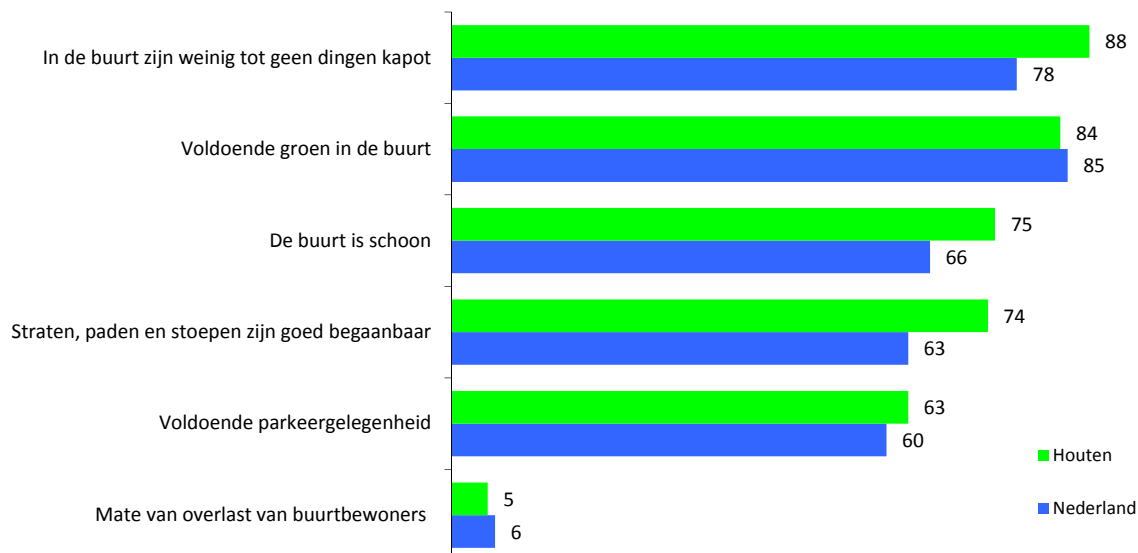 In de buurt zijn weinig tot geen dingen kapot
88
78
Voldoende groen in de buurt
84
85
De buurt is schoon
75
66
Straten, paden en stoepen zijn goed begaanbaar
74
63
Voldoende parkeergelegenheid
63
60
Houten
Mate van overlast van buurtbewoners
5
6
Nederland